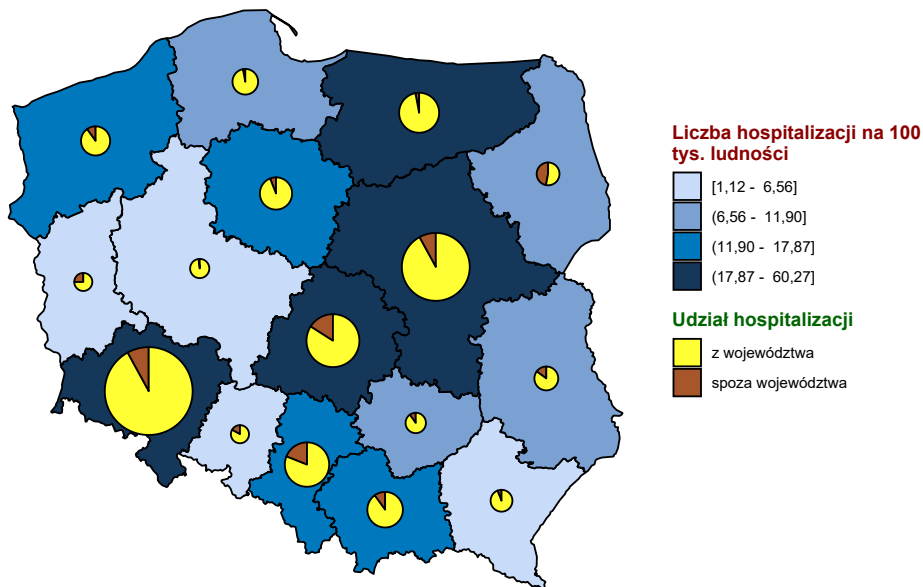 Liczba hospitalizacji na 100
tys. ludności
[1,12 - 6,56]
(6,56 - 11,90]
(11,90 - 17,87]
(17,87 - 60,27]
Udział hospitalizacji
z województwa
spoza województwa